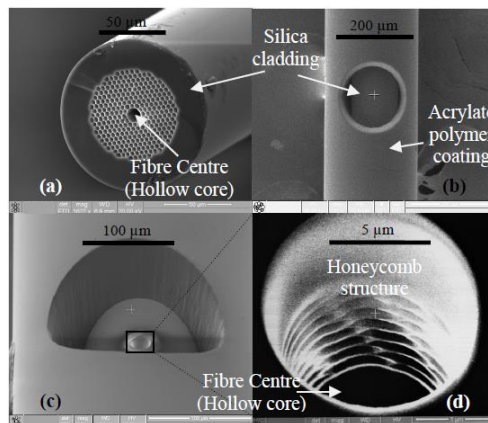 50 µm
Silica
cladding
200 µm
Fibre Centre
(Hollow core)
(a)
Acrylate
polymer
coating
(b)
100 µm
5 µm
Honeycomb
structure
(c)
Fibre Centre
(Hollow core)
(d)